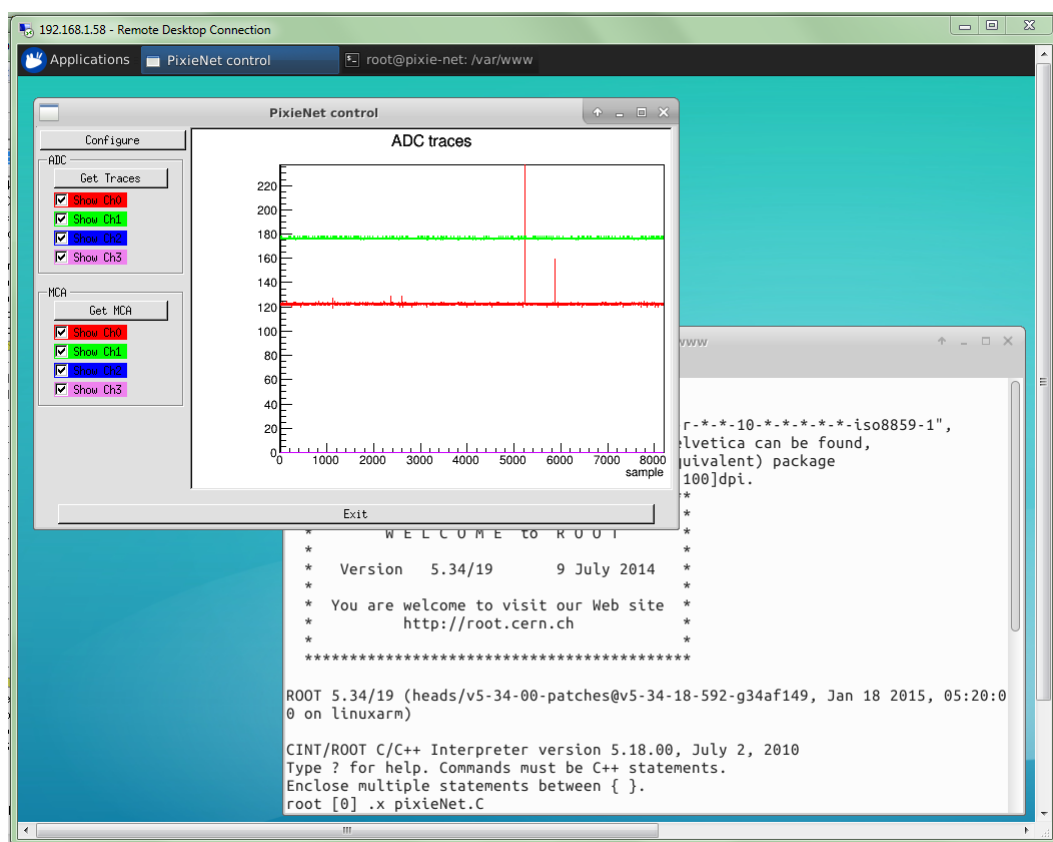 192.168.1.58 - Remote Desktop Connection
Applications PixieNet control root@pixie-net: /var/www
PixieNet control
Configure
ADC
Get Traces
Show Ch0
Show Ch1
Show Ch2
Show Ch3
MCA
Get MCA
Show Ch0
Show Ch1
Show Ch2
Show Ch3
ADC traces
220
200
180
160
140
120
100
80
60
40
20
0
0 1000 2000 3000 4000 5000 6000 7000 8000
sample
Exit
www
r-*-*-10-*-*-*-*-*-iso8859-1",
elvetica can be found,
quivalent) package
100]dpi.
**
*
* W E L C O M E to R O O T *
* *
* Version 5.34/19 9 July 2014 *
* *
* You are welcome to visit our Web site *
* http://root.cern.ch *
* *
*******************************************
ROOT 5.34/19 (heads/v5-34-00-patches@v5-34-18-592-g34af149, Jan 18 2015, 05:20:0
0 on linuxarm)
CINT/ROOT C/C++ Interpreter version 5.18.00, July 2, 2010
Type ? for help. Commands must be C++ statements.
Enclose multiple statements between { }.
root [0] .x pixieNet.C